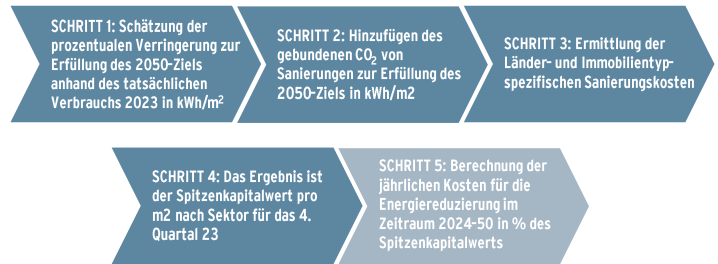 SCHRITT 1: Schätzung der
prozentualen Verringerung zur
Erfüllung des 2050-Ziels
anhand des tatsächlichen
Verbrauchs 2023 in kWh/m²
SCHRITT 2: Hinzufügen des
gebundenen CO₂ von
Sanierungen zur Erfüllung des
2050-Ziels in kWh/m2
SCHRITT 3: Ermittlung der
Länder- und Immobilientyp-
spezifischen Sanierungskosten
SCHRITT 4: Das Ergebnis ist
der Spitzenkapitalwert pro
m2 nach Sektor für das 4.
Quartal 23
SCHRITT 5: Berechnung der
jährlichen Kosten für die
Energiereduzierung im
Zeitraum 2024-50 in % des
Spitzenkapitalwerts